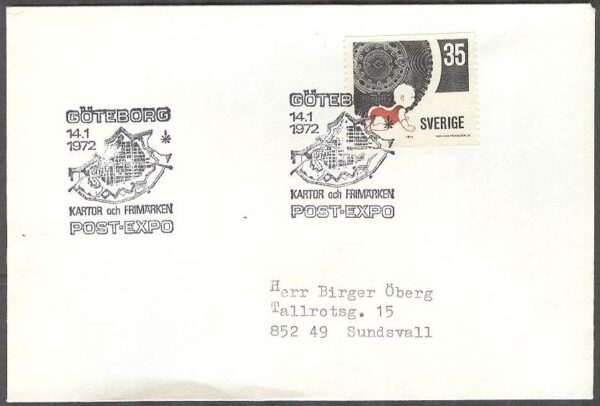 GÖTEBORG
14.1
1972
KARTOR och FRIMÄRKEN
POST-EXPO
GÖTEB
14.1
1972
KARTOR och FRIMÄRKEN
POST-EXPO
35
SVERIGE
1971
Herr Birger Öberg
Tallrotsg. 15
852 49 Sundsvall